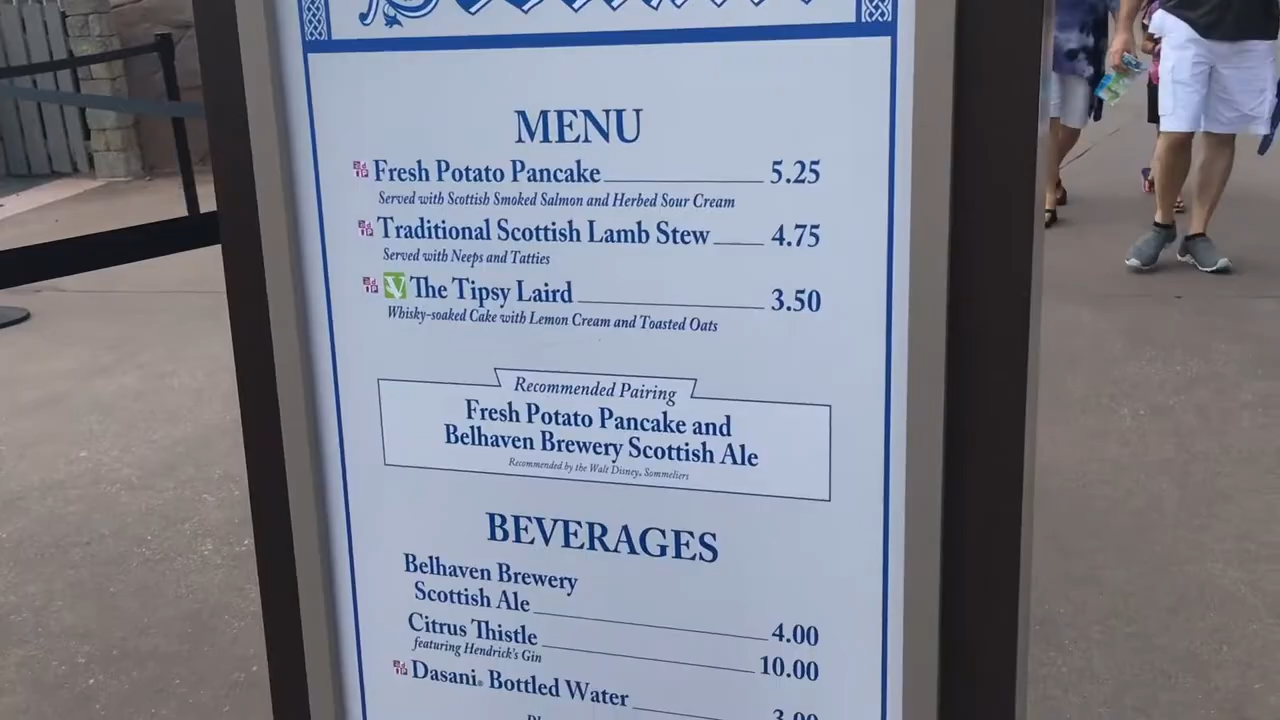 MENU
Fresh Potato Pancake 5.25
Served with Scottish Smoked Salmon and Herbed Sour Cream
Traditional Scottish Lamb Stew 4.75
Served with Neeps and Tatties
The Tipsy Laird 3.50
Whisky-soaked Cake with Lemon Cream and Toasted Oats
Recommended Pairing
Fresh Potato Pancake and
Belhaven Brewery Scottish Ale
Recommended by the Walt Disney. Sommeliers
BEVERAGES
Belhaven Brewery
Scottish Ale 4.00
Citrus Thistle 10.00
featuring Hendrick's Gin
Dasani® Bottled Water 3.00